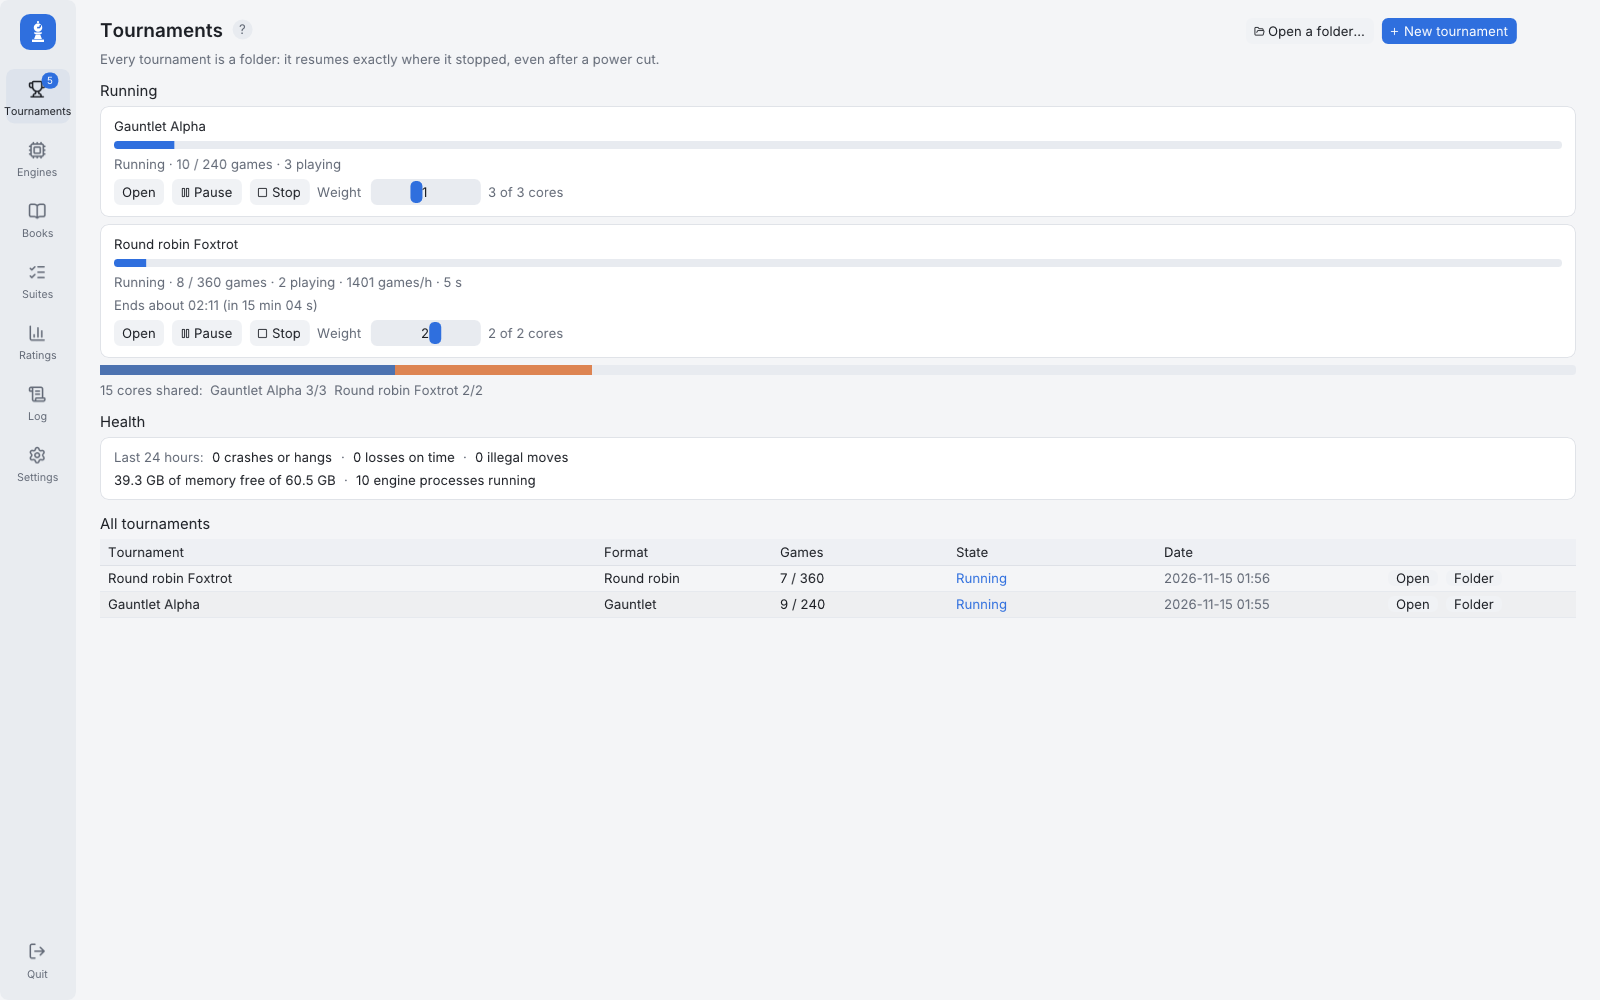 Tournaments ?
Open a folder... + New tournament
Every tournament is a folder: it resumes exactly where it stopped, even after a power cut.
5
Tournaments
Engines
Books
Suites
Ratings
Log
Settings
Quit
Running
Gauntlet Alpha
Running · 10 / 240 games · 3 playing
Open Pause Stop Weight 1 3 of 3 cores
Round robin Foxtrot
Running · 8 / 360 games · 2 playing · 1401 games/h · 5 s
Ends about 02:11 (in 15 min 04 s)
Open Pause Stop Weight 2 2 of 2 cores
15 cores shared: Gauntlet Alpha 3/3 Round robin Foxtrot 2/2
Health
Last 24 hours: 0 crashes or hangs · 0 losses on time · 0 illegal moves
39.3 GB of memory free of 60.5 GB · 10 engine processes running
All tournaments
Tournament Format Games State Date
Round robin Foxtrot Round robin 7 / 360 Running 2026-11-15 01:56 Open Folder
Gauntlet Alpha Gauntlet 9 / 240 Running 2026-11-15 01:55 Open Folder